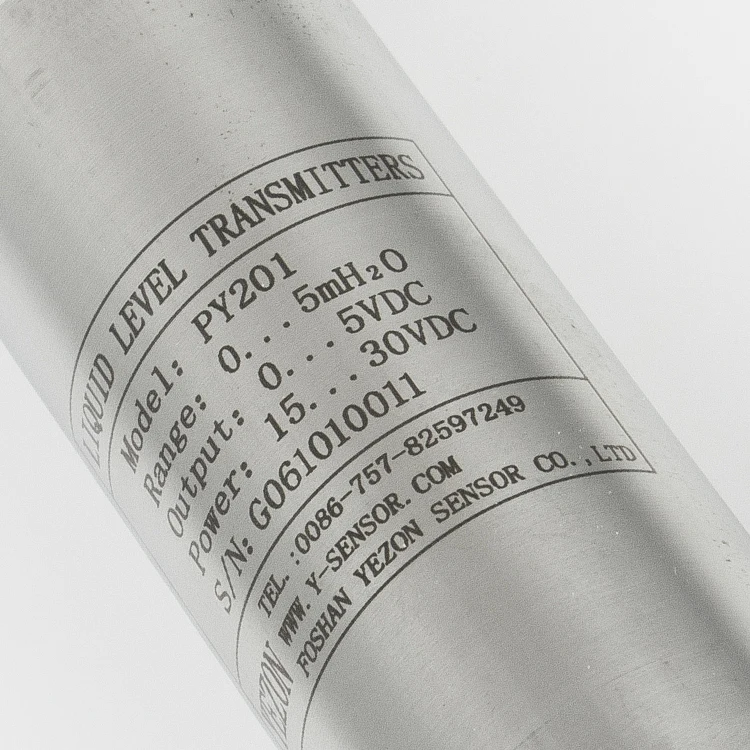 LIQUID LEVEL TRANSMITTERS
Model: PY201
Range: 0...5mH₂O
Output: 0...5VDC
Power: 15...30VDC
S/N: G061010011
TEL.:0086-757-82597249
WWW.Y-SENSOR.COM
FOSHAN YEZON SENSOR CO.,LTD
YEZON